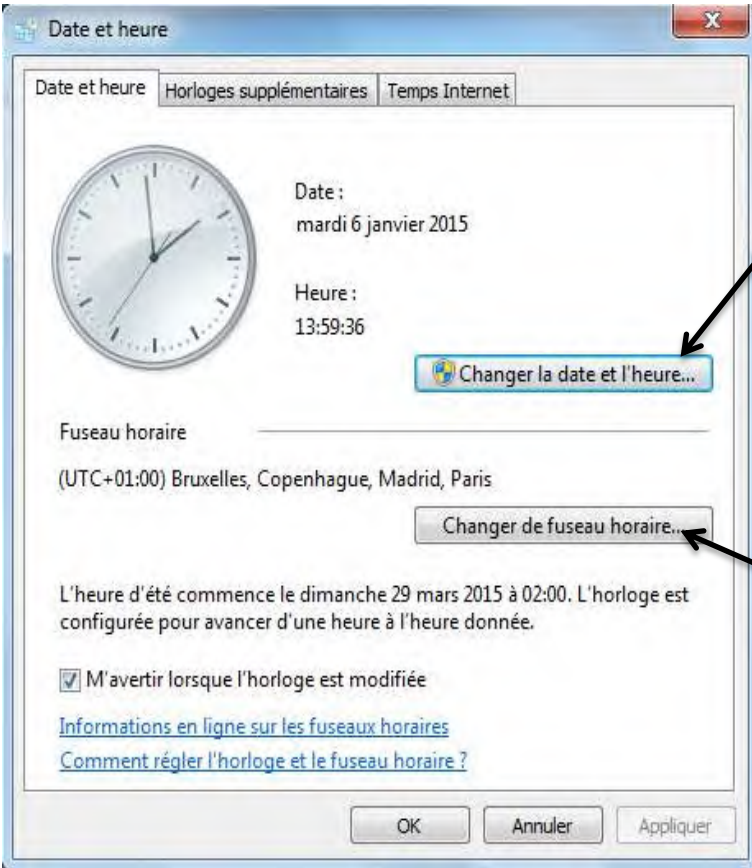 Date et heure
Date et heure
Horloges supplémentaires
Temps Internet
Date :
mardi 6 janvier 2015
Heure :
13:59:36
Changer la date et l'heure...
Fuseau horaire
(UTC+01:00) Bruxelles, Copenhague, Madrid, Paris
Changer de fuseau horaire...
L'heure d'été commence le dimanche 29 mars 2015 à 02:00. L'horloge est
configurée pour avancer d'une heure à l'heure donnée.
M'avertir lorsque l'horloge est modifiée
Informations en ligne sur les fuseaux horaires
Comment régler l'horloge et le fuseau horaire ?
OK
Annuler
Appliquer